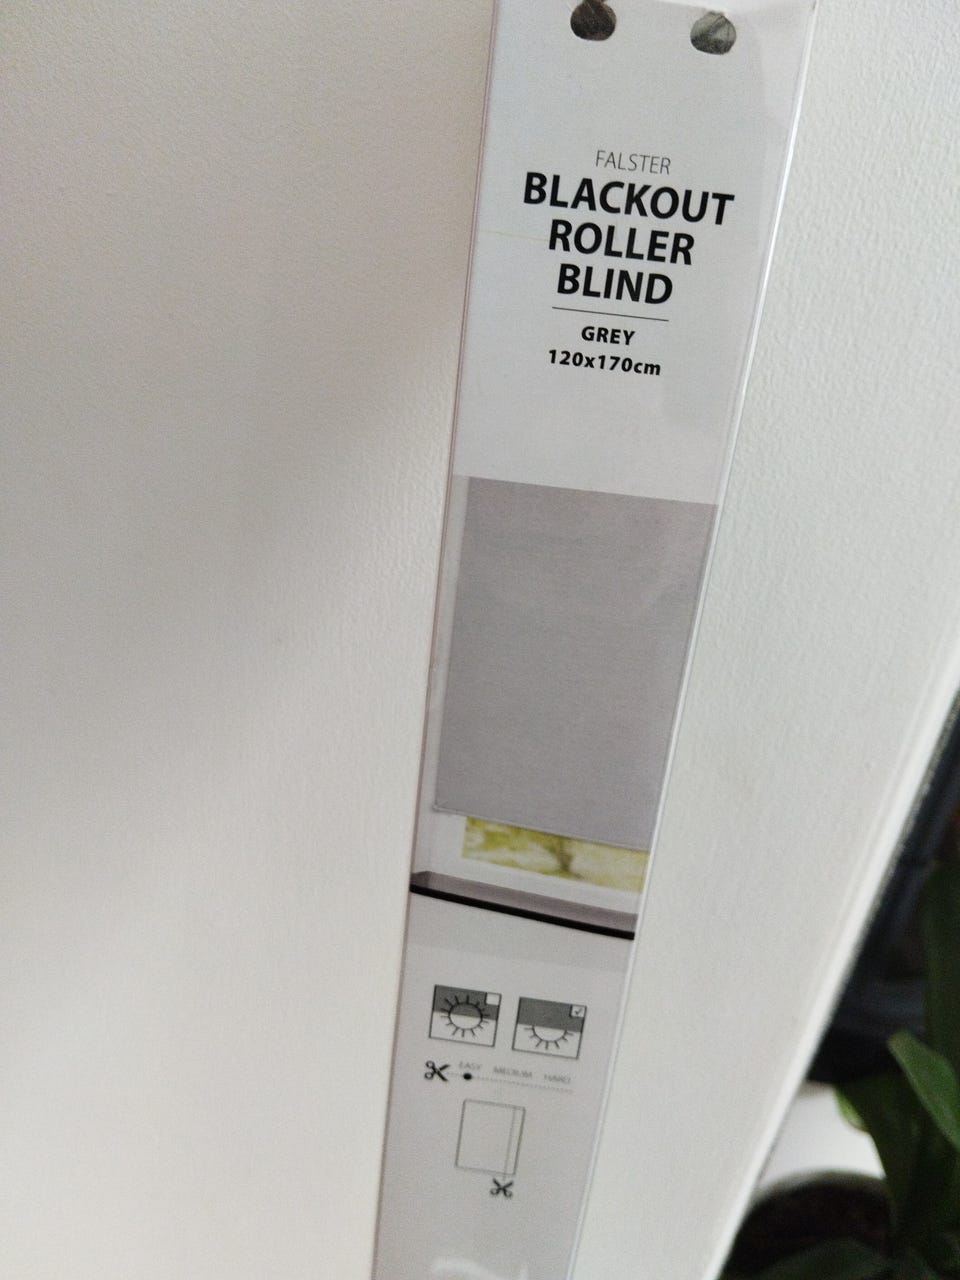 FALSTER
BLACKOUT
ROLLER
BLIND
GREY
120x170cm
EASY MEDIUM HARD